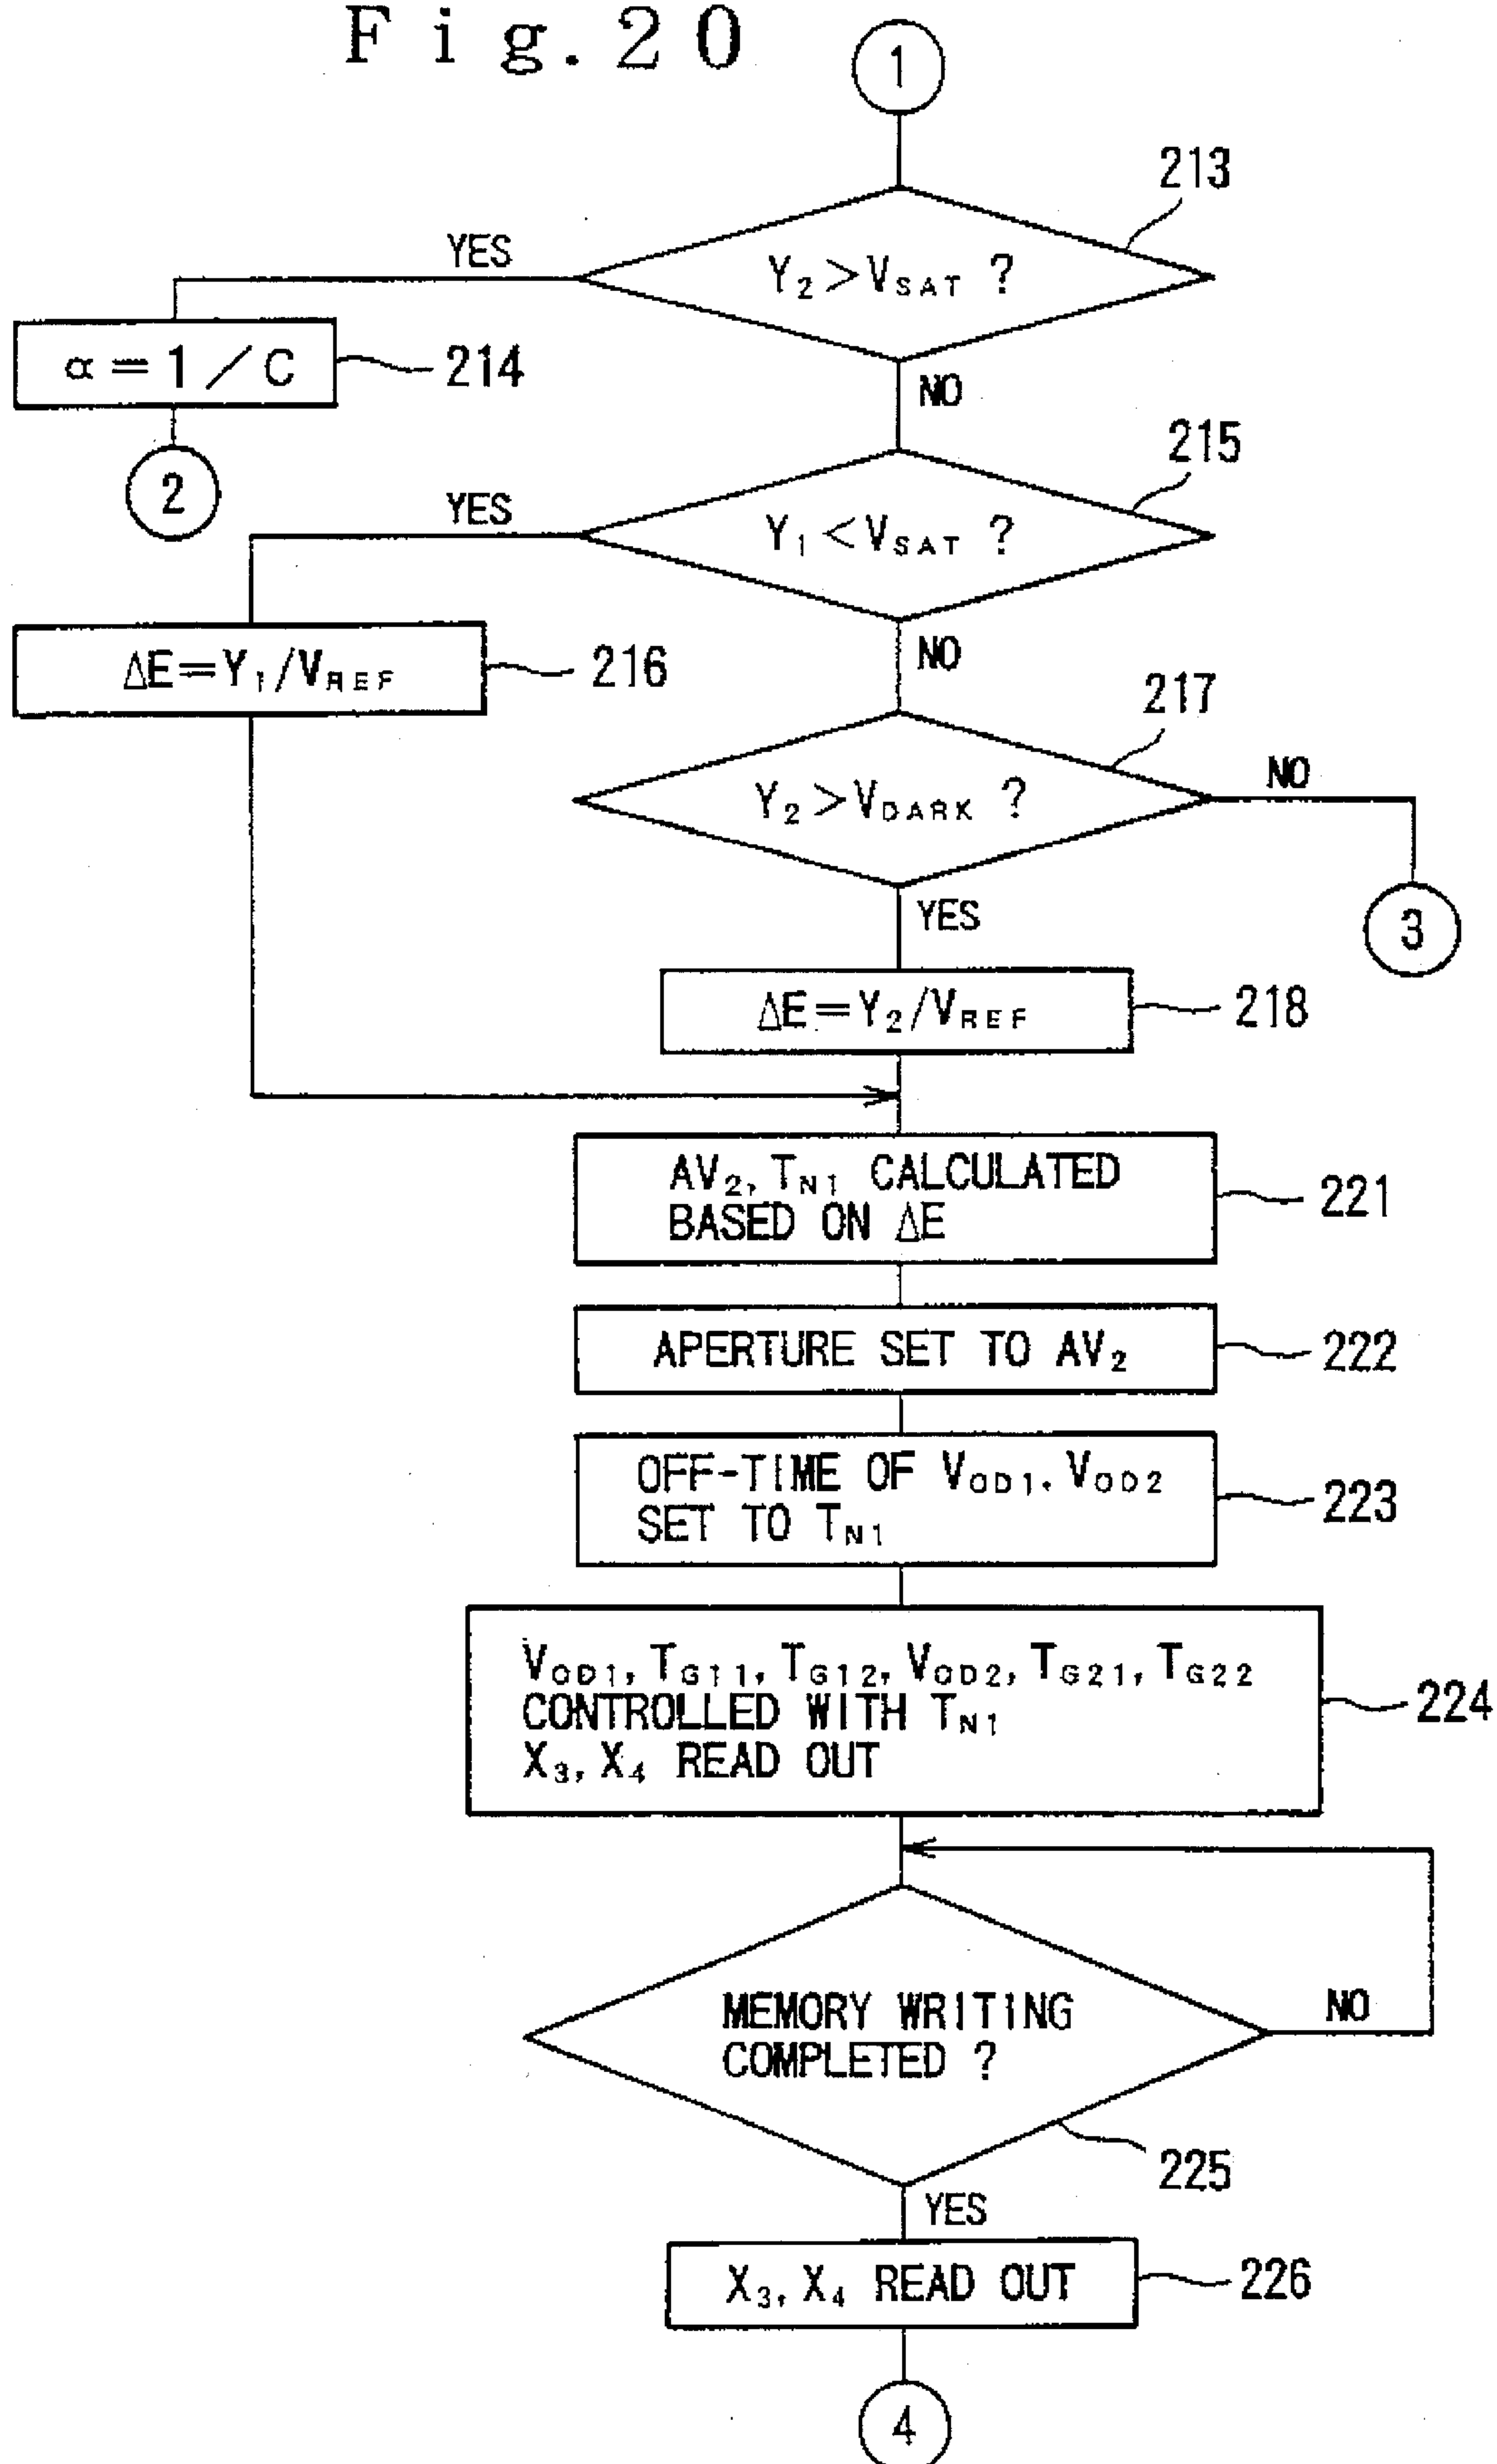 Fig.20
1
213
YES
Y₂>V_SAT ?
α=1/C
214
NO
2
215
YES
Y₁<V_SAT ?
ΔE=Y₁/V_REF
216
NO
217
NO
Y₂>V_DARK ?
3
YES
ΔE=Y₂/V_REF
218
AV₂, T_N1 CALCULATED
BASED ON ΔE
221
APERTURE SET TO AV₂
222
OFF-TIME OF V_OD1, V_OD2
SET TO T_N1
223
V_OD1, T_G11, T_G12, V_OD2, T_G21, T_G22
CONTROLLED WITH T_N1
X₃, X₄ READ OUT
224
MEMORY WRITING
COMPLETED ?
NO
225
YES
X₃, X₄ READ OUT
226
4